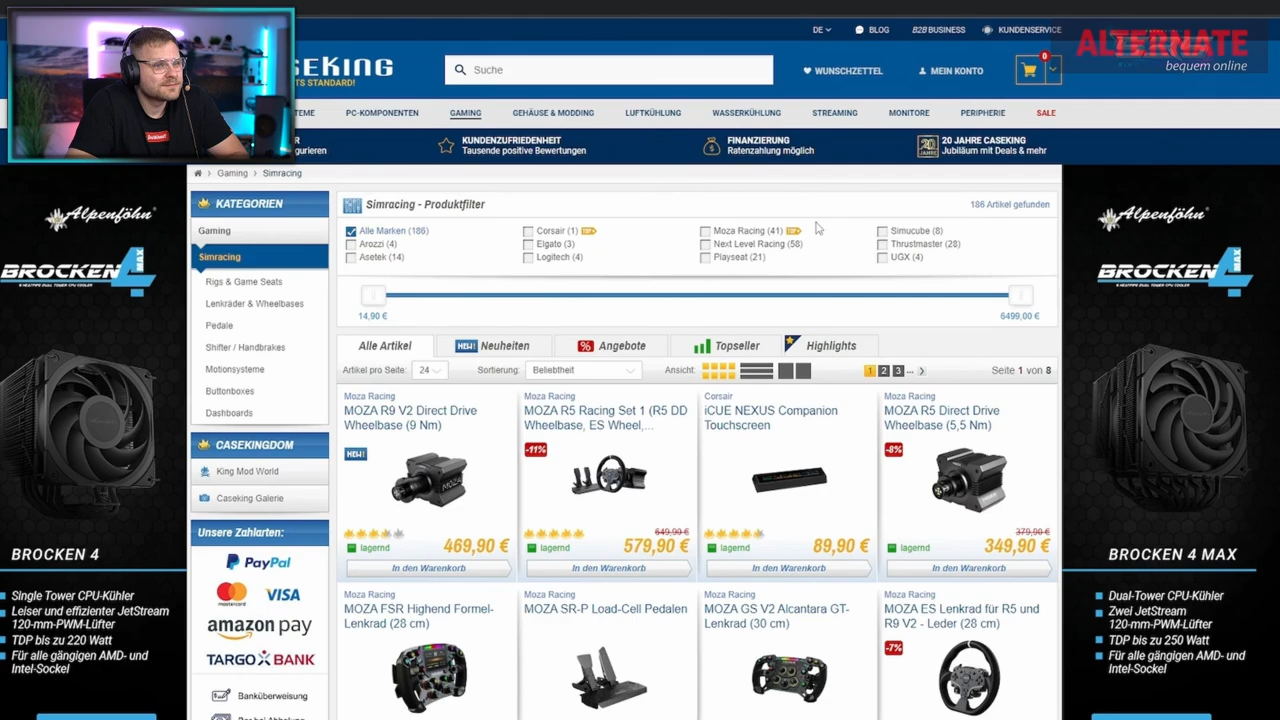 DE
BLOG
B2B BUSINESS
KUNDENSERVICE
ALTERNATE
bequem online
SEKING
TS STANDARD!
Suche
WUNSCHZETTEL
MEIN KONTO
0
TEME
PC-KOMPONENTEN
GAMING
GEHÄUSE & MODDING
LUFTKÜHLUNG
WASSERKÜHLUNG
STREAMING
MONITORE
PERIPHERIE
SALE
R
gurieren
KUNDENZUFRIEDENHEIT
Tausende positive Bewertungen
FINANZIERUNG
Ratenzahlung möglich
20 JAHRE CASEKING
Jubiläum mit Deals & mehr
Gaming
Simracing
Alpenföhn
BROCKEN 4
MAX
BROCKEN 4
Single Tower CPU-Kühler
Leiser und effizienter JetStream
120-mm-PWM-Lüfter
TDP bis zu 220 Watt
Für alle gängigen AMD- und
Intel-Sockel
KATEGORIEN
Gaming
Simracing
Rigs & Game Seats
Lenkräder & Wheelbases
Pedale
Shifter / Handbrakes
Motionsysteme
Buttonboxes
Dashboards
CASEKINGDOM
King Mod World
Caseking Galerie
Unsere Zahlarten:
PayPal
mastercard
VISA
amazon pay
TARGO BANK
Banküberweisung
Bar bei Abholung
Simracing - Produktfilter
186 Artikel gefunden
Alle Marken (186)
Corsair (1) TOP
Moza Racing (41) TOP
Simucube (8)
Arozzi (4)
Elgato (3)
Next Level Racing (58)
Thrustmaster (28)
Asetek (14)
Logitech (4)
Playseat (21)
UGX (4)
14,90 €
6499,00 €
Alle Artikel
NEW! Neuheiten
% Angebote
Topseller
Highlights
Artikel pro Seite: 24
Sortierung: Beliebtheit
Ansicht:
1 2 3 ...
Seite 1 von 8
Moza Racing
MOZA R9 V2 Direct Drive
Wheelbase (9 Nm)
NEW!
lagernd
469,90 €
In den Warenkorb
Moza Racing
MOZA R5 Racing Set 1 (R5 DD
Wheelbase, ES Wheel,...
-11%
649,90 €
lagernd
579,90 €
In den Warenkorb
Corsair
iCUE NEXUS Companion
Touchscreen
lagernd
89,90 €
In den Warenkorb
Moza Racing
MOZA R5 Direct Drive
Wheelbase (5,5 Nm)
-8%
379,90 €
lagernd
349,90 €
In den Warenkorb
Moza Racing
MOZA FSR Highend Formel-
Lenkrad (28 cm)
Moza Racing
MOZA SR-P Load-Cell Pedalen
Moza Racing
MOZA GS V2 Alcantara GT-
Lenkrad (30 cm)
Moza Racing
MOZA ES Lenkrad für R5 und
R9 V2 - Leder (28 cm)
-7%
Alpenföhn
BROCKEN 4
MAX
BROCKEN 4 MAX
Dual-Tower CPU-Kühler
Zwei JetStream
120-mm-PWM-Lüfter
TDP bis zu 250 Watt
Für alle gängigen AMD- und
Intel-Sockel